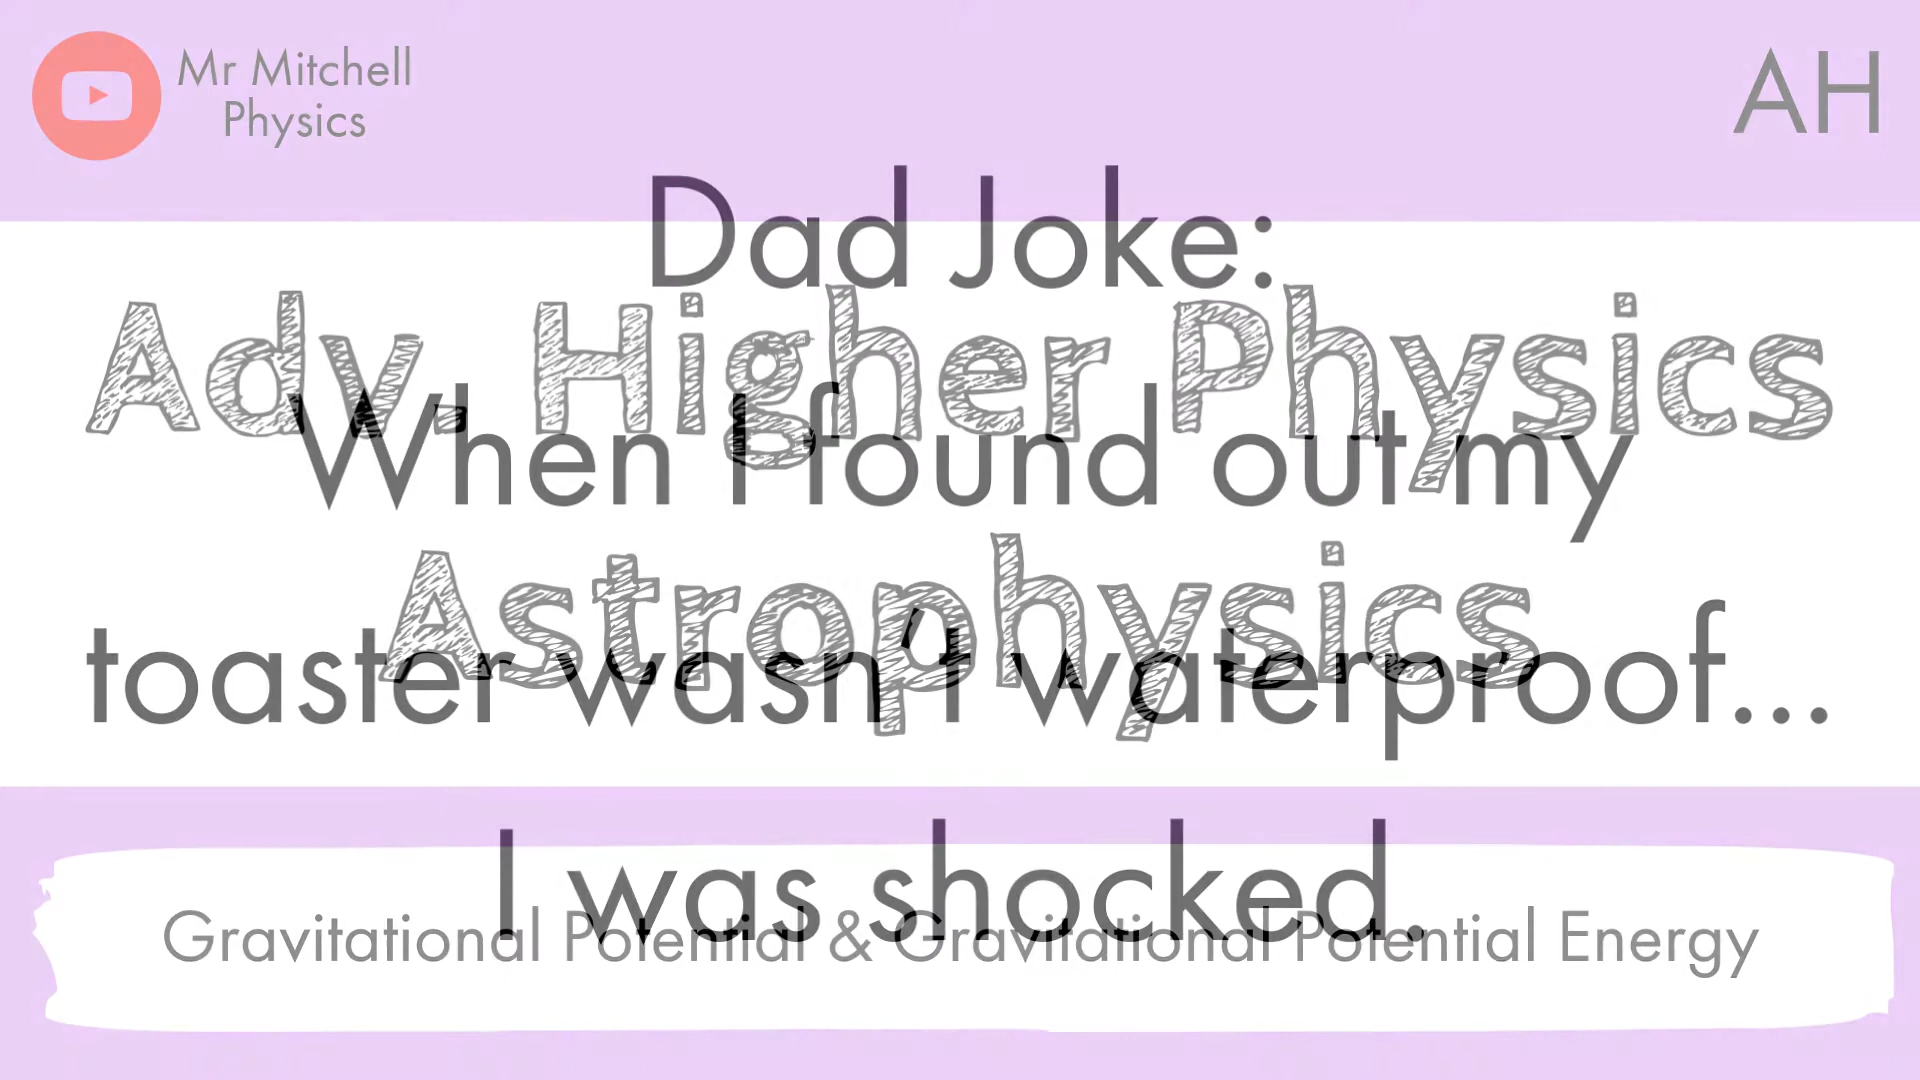 Mr Mitchell
Physics
AH
Dad Joke:
Adv. Higher Physics
When I found out my
Astrophysics
toaster wasn't waterproof...
I was shocked.
Gravitational Potential & Gravitational Potential Energy